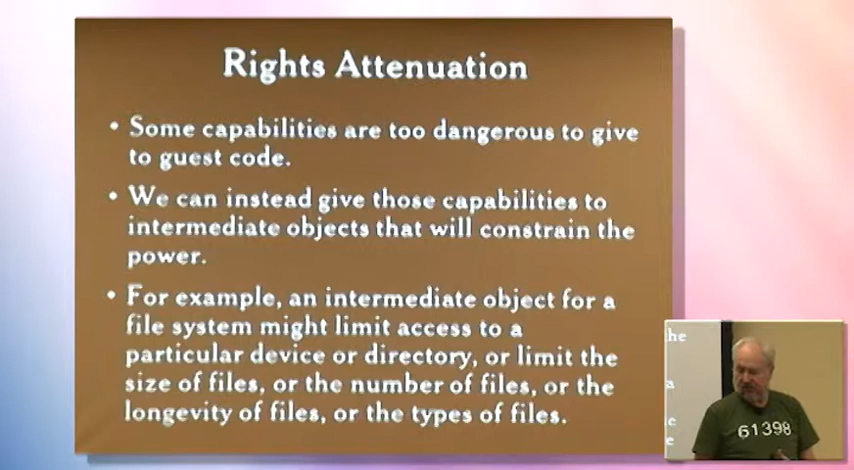 Rights Attenuation
• Some capabilities are too dangerous to give
to guest code.
• We can instead give those capabilities to
intermediate objects that will constrain the
power.
• For example, an intermediate object for a
file system might limit access to a
particular device or directory, or limit the
size of files, or the number of files, or the
longevity of files, or the types of files.
he
a
e
61398